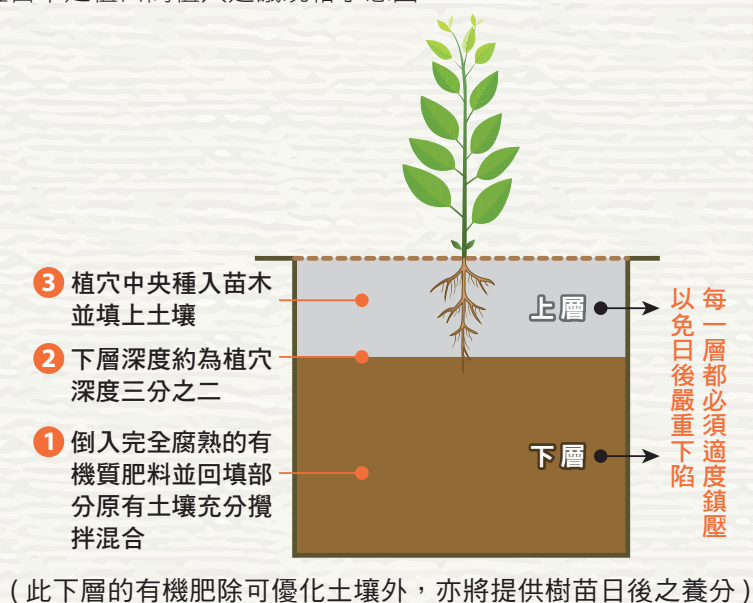 3 植穴中央種入苗木
並填上土壤
2 下層深度約為植穴
深度三分之二
1 倒入完全腐熟的有
機質肥料並回填部
分原有土壤充分攪
拌混合
上層
下層
每一層都必須適度鎮壓
以免日後嚴重下陷
(此下層的有機肥除可優化土壤外，亦將提供樹苗日後之養分)